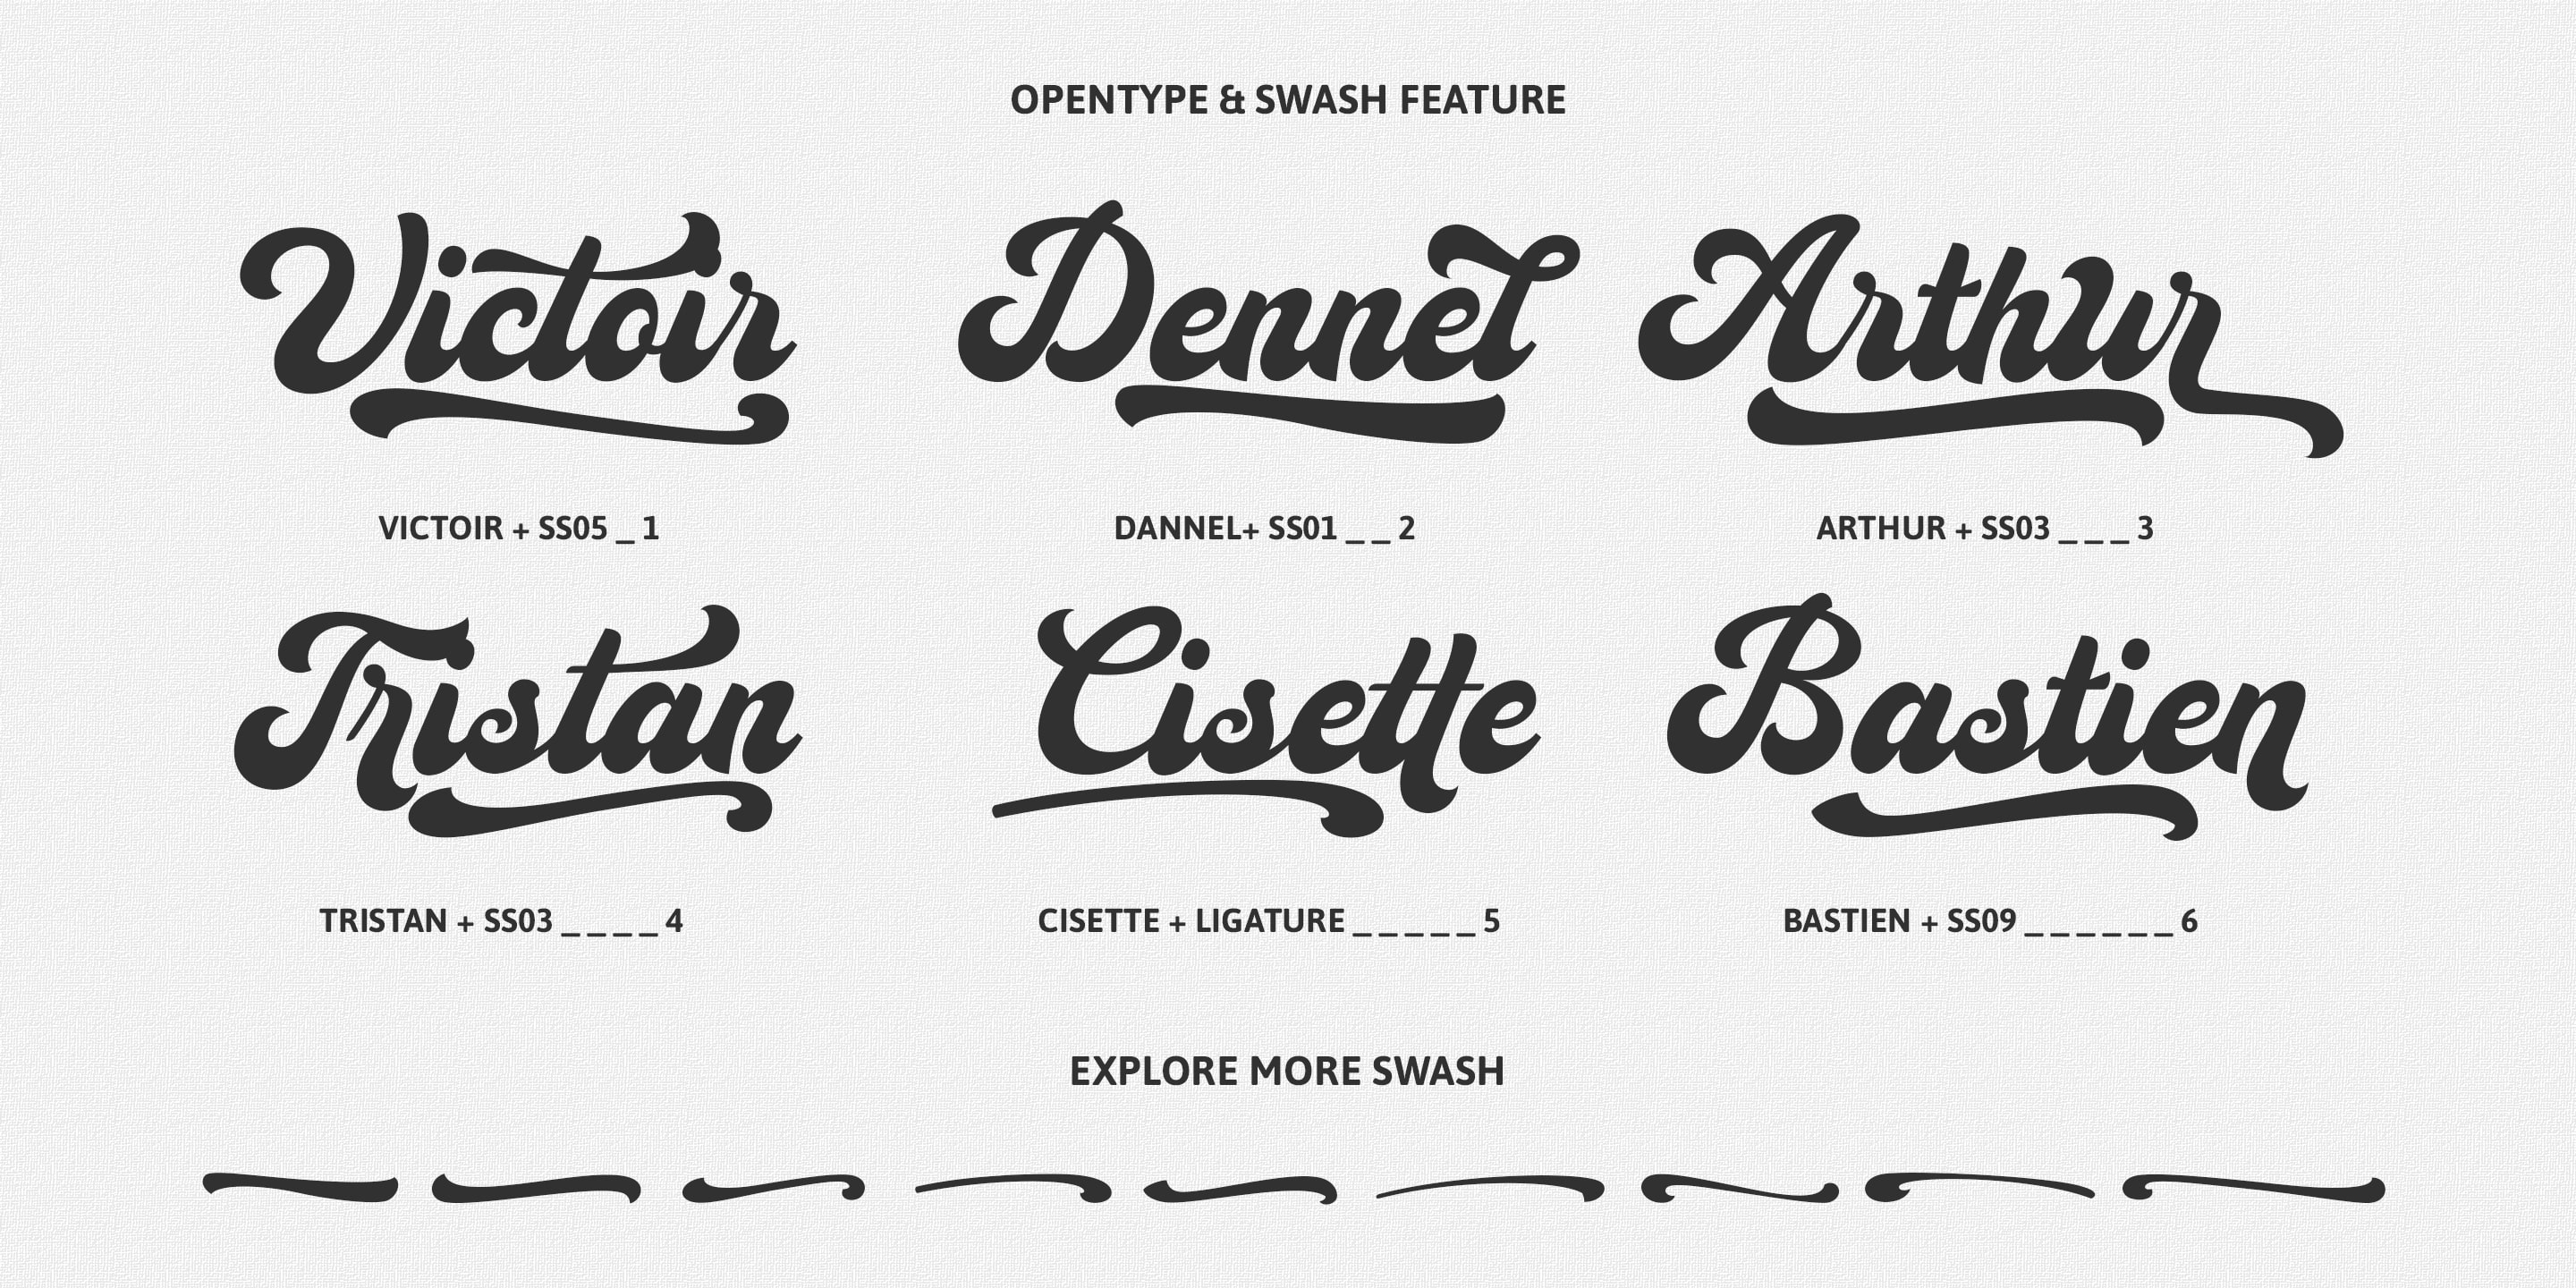 OPENTYPE & SWASH FEATURE
Victoir Dennel Arthur
VICTOIR + SS05 _ 1 DANNEL+ SS01 _ _ 2 ARTHUR + SS03 _ _ _ 3
Tristan Cisette Bastien
TRISTAN + SS03 _ _ _ _ 4 CISETTE + LIGATURE _ _ _ _ _ 5 BASTIEN + SS09 _ _ _ _ _ _ 6
EXPLORE MORE SWASH